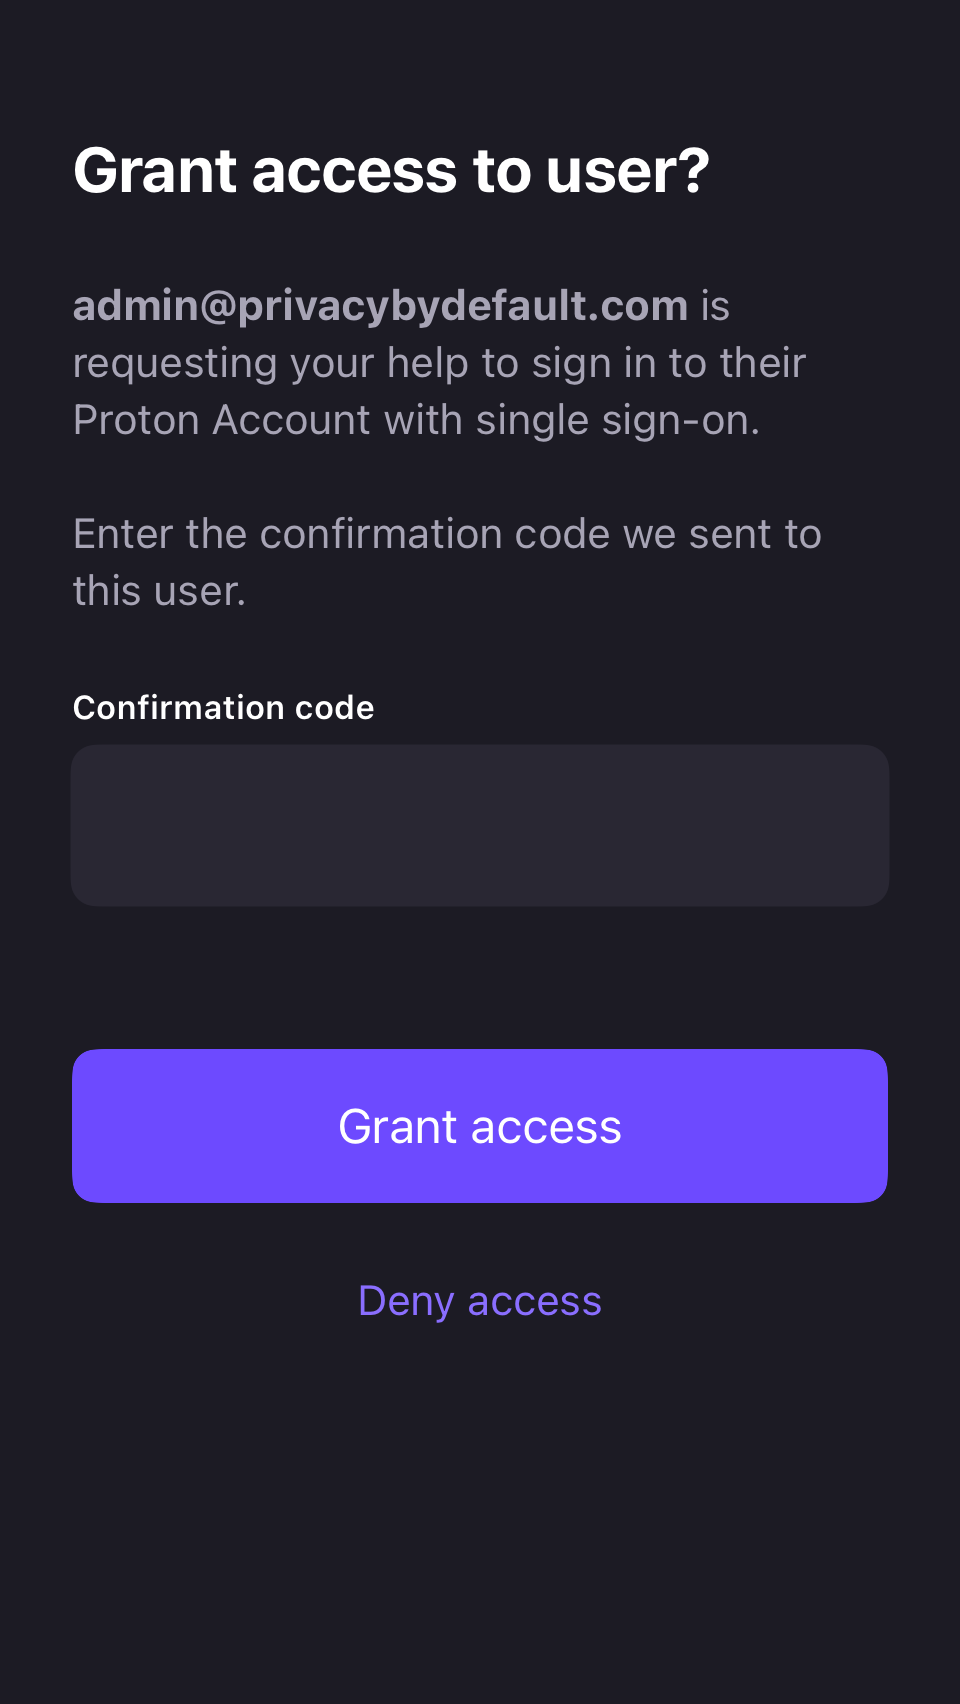 Grant access to user?
admin@privacybydefault.com is
requesting your help to sign in to their
Proton Account with single sign-on.
Enter the confirmation code we sent to
this user.
Confirmation code
Grant access
Deny access